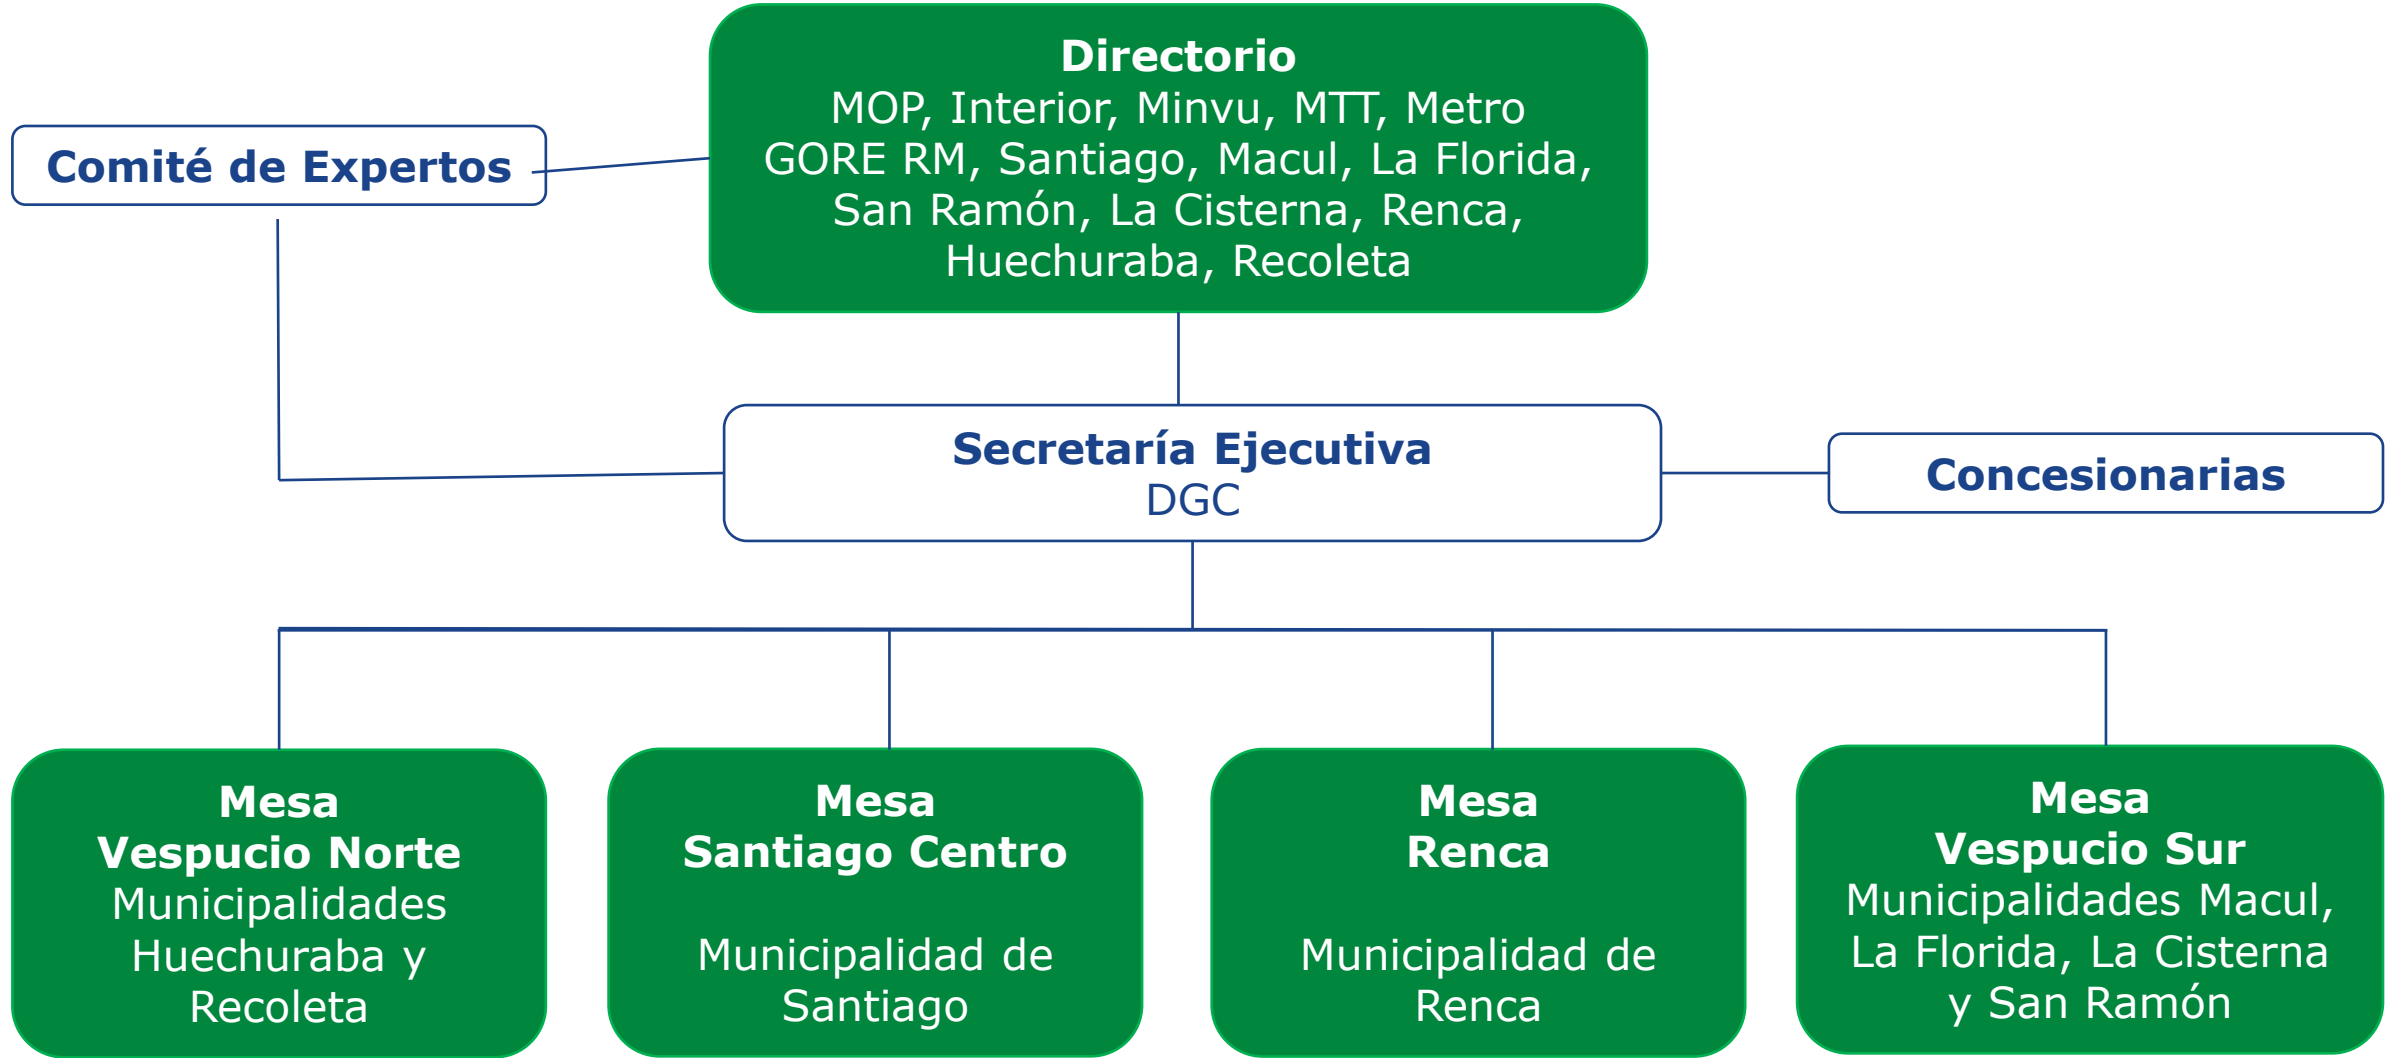 Directorio
MOP, Interior, Minvu, MTT, Metro
GORE RM, Santiago, Macul, La Florida,
San Ramón, La Cisterna, Renca,
Huechuraba, Recoleta
Comité de Expertos
Secretaría Ejecutiva
DGC
Concesionarias
Mesa
Vespucio Norte
Municipalidades
Huechuraba y
Recoleta
Mesa
Santiago Centro
Municipalidad de
Santiago
Mesa
Renca
Municipalidad de
Renca
Mesa
Vespucio Sur
Municipalidades Macul,
La Florida, La Cisterna
y San Ramón